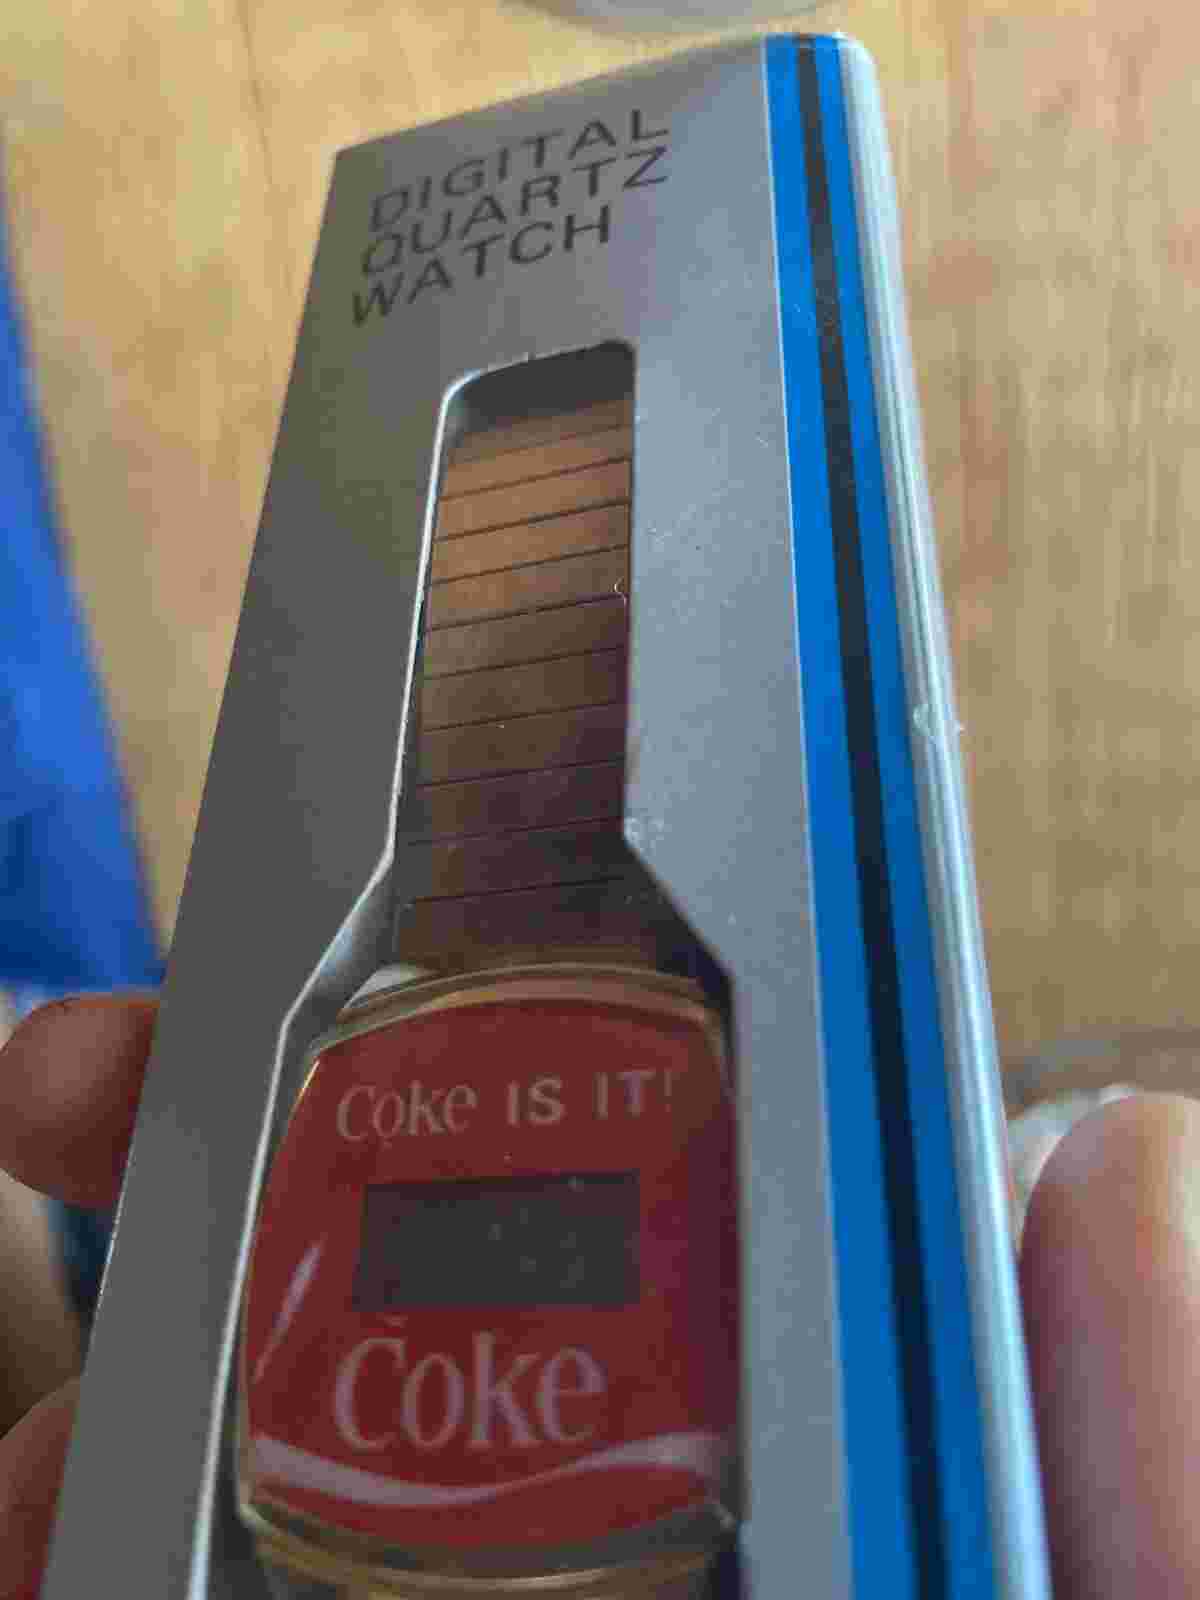 DIGITAL
QUARTZ
WATCH
Coke IS IT!
Coke